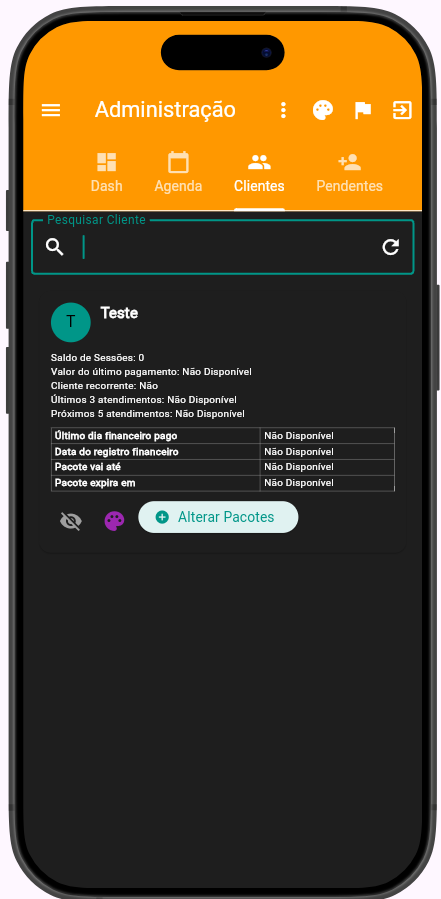 Administração
Dash Agenda Clientes Pendentes
Pesquisar Cliente
T Teste
Saldo de Sessões: 0
Valor do último pagamento: Não Disponível
Cliente recorrente: Não
Últimos 3 atendimentos: Não Disponível
Próximos 5 atendimentos: Não Disponível
Último dia financeiro pago Não Disponível
Data do registro financeiro Não Disponível
Pacote vai até Não Disponível
Pacote expira em Não Disponível
Alterar Pacotes